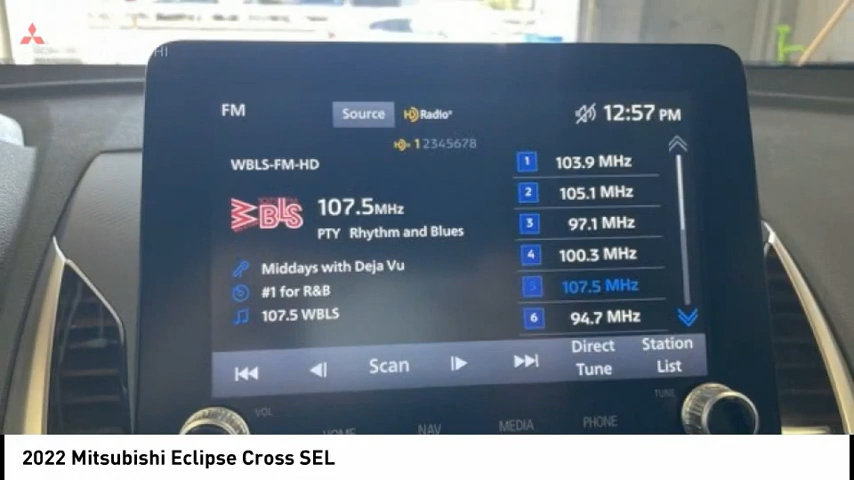 FM
Source
HD Radio
12:57 PM
HD 12345678
WBLS-FM-HD
WBLS
107.5 MHz
PTY Rhythm and Blues
Middays with Deja Vu
#1 for R&B
107.5 WBLS
1 103.9 MHz
2 105.1 MHz
3 97.1 MHz
4 100.3 MHz
5 107.5 MHz
6 94.7 MHz
Scan
Direct Tune
Station List
VOL
HOME
NAV
MEDIA
PHONE
TUNE
2022 Mitsubishi Eclipse Cross SEL